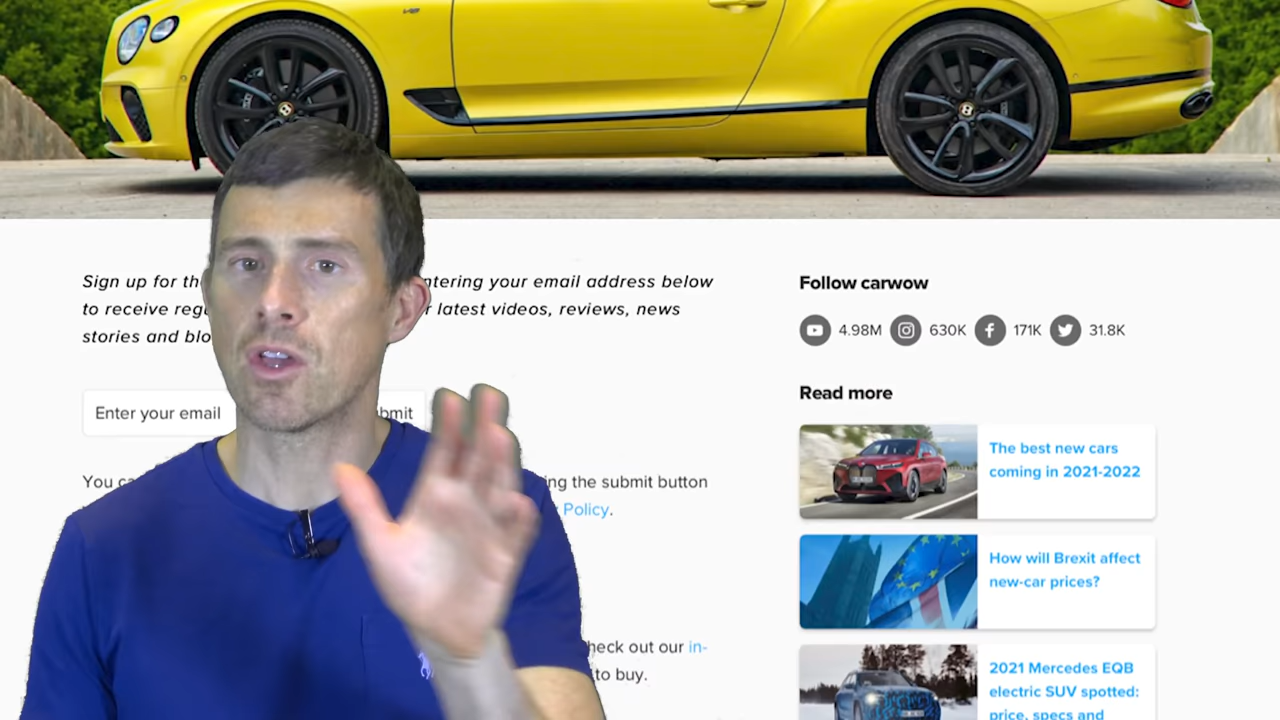 Sign up for th ntering your email address below
to receive regu r latest videos, reviews, news
stories and blo
Enter your email bmit
You ca ing the submit button
Policy.
heck out our in-
to buy.
Follow carwow
4.98M 630K 171K 31.8K
Read more
The best new cars
coming in 2021-2022
How will Brexit affect
new-car prices?
2021 Mercedes EQB
electric SUV spotted:
price, specs and